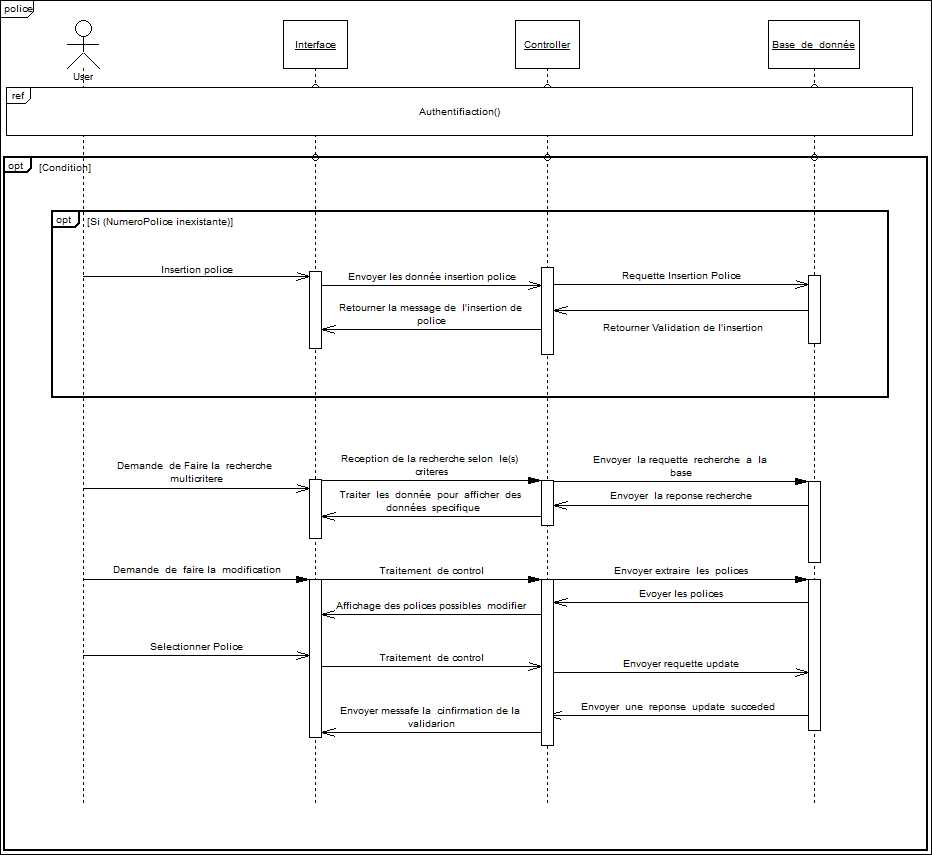 police
User
Interface
Controller
Base_de_donnée
ref
Authentifiaction()
opt
[Condition]
opt
[Si (NumeroPolice inexistante)]
Insertion police
Envoyer les donnée insertion police
Requette Insertion Police
Retourner la message de l'insertion de
police
Retourner Validation de l'insertion
Demande de Faire la recherche
multicritere
Reception de la recherche selon le(s)
criteres
Envoyer la requette recherche a la
base
Traiter les donnée pour afficher des
données specifique
Envoyer la reponse recherche
Demande de faire la modification
Traitement de control
Envoyer extraire les polices
Evoyer les polices
Affichage des polices possibles modifier
Selectionner Police
Traitement de control
Envoyer requette update
Envoyer une reponse update succeded
Envoyer messafe la cinfirmation de la
validarion